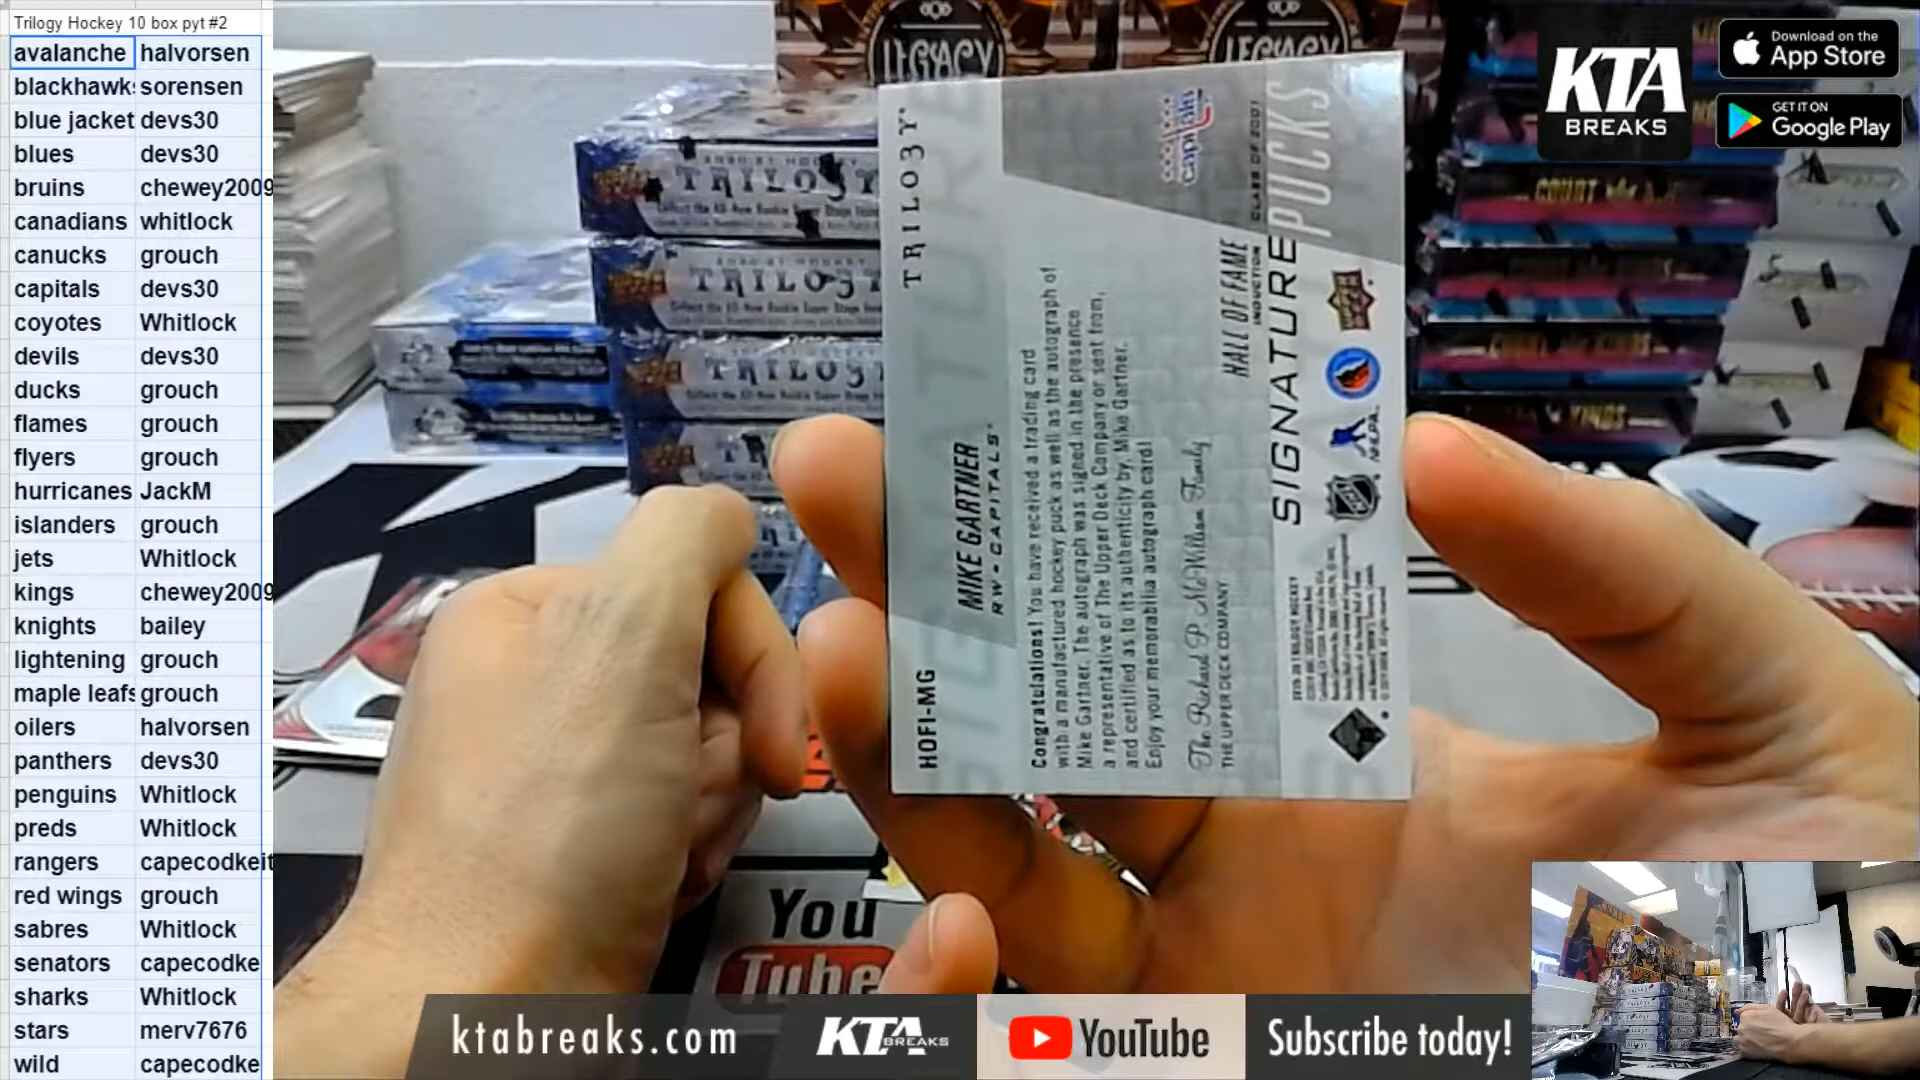 Trilogy Hockey 10 box pyt #2
avalanche halvorsen
blackhawks sorensen
blue jacket devs30
blues devs30
bruins chewey2009
canadians whitlock
canucks grouch
capitals devs30
coyotes Whitlock
devils devs30
ducks grouch
flames grouch
flyers grouch
hurricanes JackM
islanders grouch
jets Whitlock
kings chewey2009
knights bailey
lightening grouch
maple leafs grouch
oilers halvorsen
panthers devs30
penguins Whitlock
preds Whitlock
rangers capecodkeit
red wings grouch
sabres Whitlock
senators capecodke
sharks Whitlock
stars merv7676
wild capecodke
LEGACY
LEGACY
TRILOGY
TRILOGY
TRILOGY
HOFI-MG
TRILOGY
MIKE GARTNER
RW • CAPITALS
Congratulations! You have received a trading card
with a manufactured hockey puck as well as the autograph of
Mike Gartner. The autograph was signed in the presence
a representative of The Upper Deck Company or sent from,
and certified as to its authenticity by, Mike Gartner.
Enjoy your memorabilia autograph card!
The Richard P. McWilliam Family
THE UPPER DECK COMPANY
capitals
HALL OF FAME
INDUCTION
CLASS OF 2001
SIGNATURE
PUCKS
NHLPA
KTA
BREAKS
Download on the
App Store
GET IT ON
Google Play
You
Tube
ktabreaks.com
KTA
BREAKS
YouTube
Subscribe today!